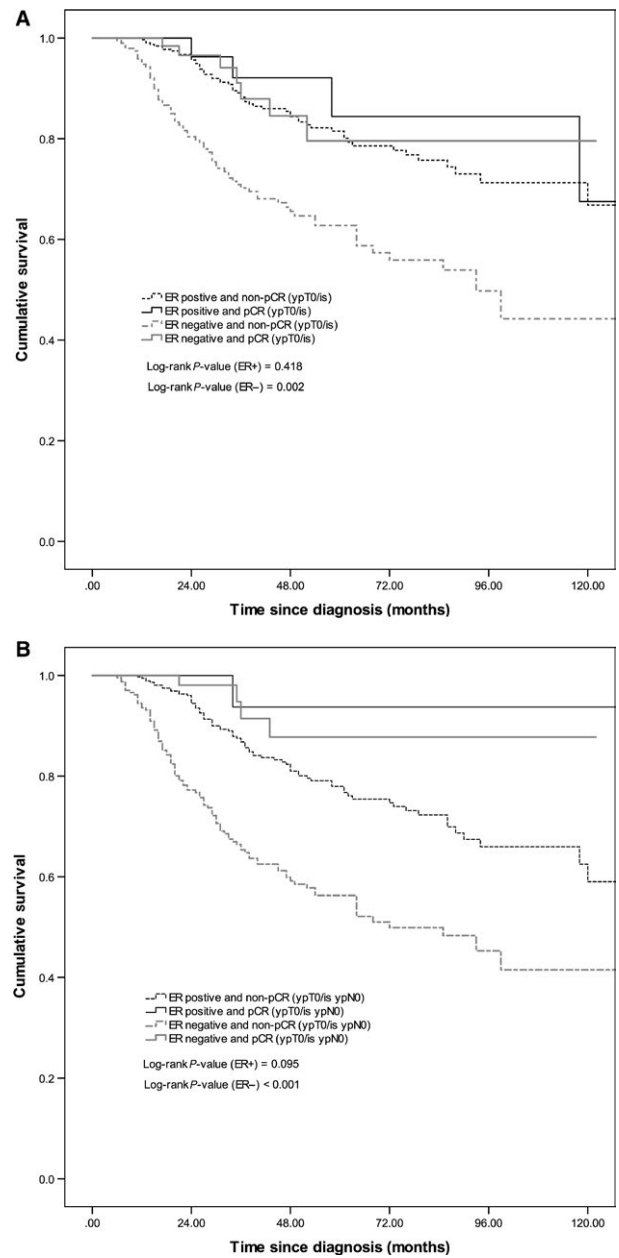 A
1.0
0.8
0.6
0.4
0.2
0.0
Cumulative survival
ER postive and non-pCR (ypT0/is)
ER positive and pCR (ypT0/is)
ER negative and non-pCR (ypT0/is)
ER negative and pCR (ypT0/is)
Log-rank P-value (ER+) = 0.418
Log-rank P-value (ER–) = 0.002
.00 24.00 48.00 72.00 96.00 120.00
Time since diagnosis (months)
B
1.0
0.8
0.6
0.4
0.2
0.0
Cumulative survival
ER postive and non-pCR (ypT0/is ypN0)
ER positive and pCR (ypT0/is ypN0)
ER negative and non-pCR (ypT0/is ypN0)
ER negative and pCR (ypT0/is ypN0)
Log-rank P-value (ER+) = 0.095
Log-rank P-value (ER–) < 0.001
.00 24.00 48.00 72.00 96.00 120.00
Time since diagnosis (months)